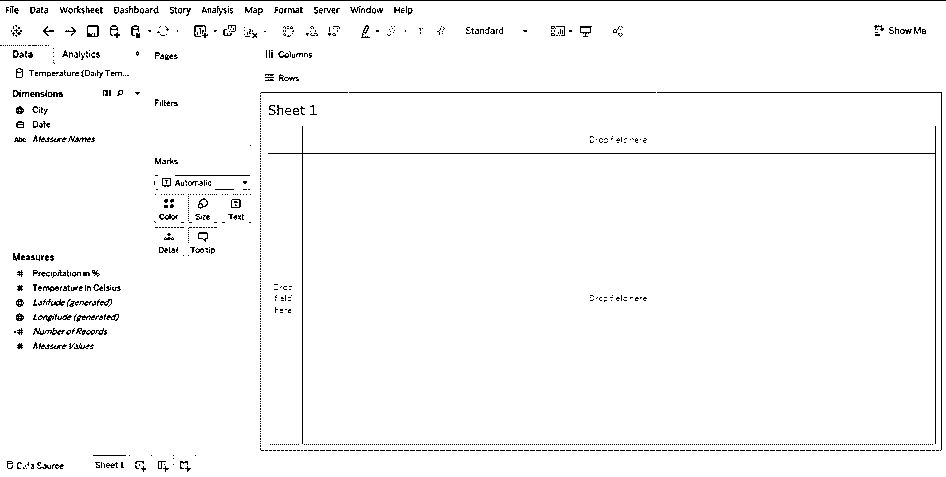 File Data Worksheet Dashboard Story Analysis Map Format Server Window Help
Standard
Show Me
Data Analytics
Pages
Columns
Temperature (Daily Tem...
Rows
Dimensions
Filters
Sheet 1
City
Date
Abc Measure Names
Drop field here
Marks
Automatic
Color Size Text
Detail Tooltip
Measures
Precipitation in %
Temperature in Celsius
Latitude (generated)
Longitude (generated)
Number of Records
Measure Values
Drop
field
here
Drop field here
Data Source
Sheet 1